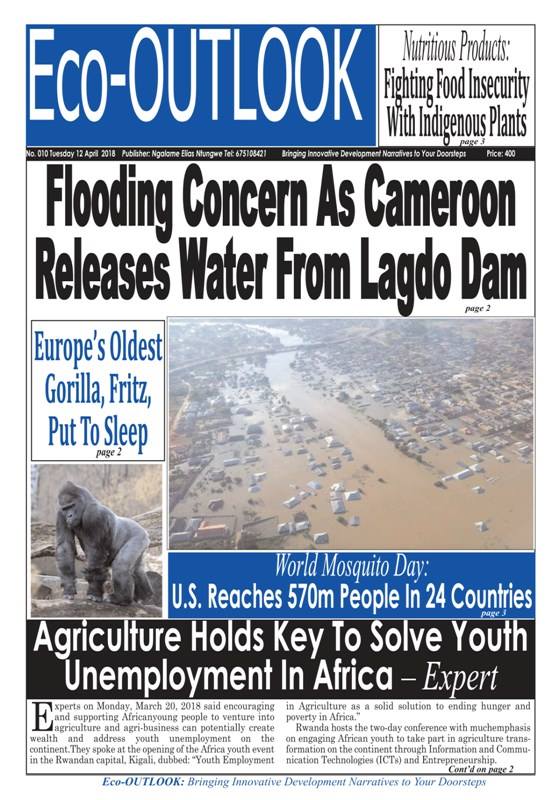 Eco-OUTLOOK
Nutritious Products:
Fighting Food Insecurity
With Indigenous Plants
page 3
No. 010 Tuesday 12 April 2018 Publisher: Ngalame Elias Ntungwe Tel: 675108421 Bringing Innovative Development Narratives to Your Doorsteps Price: 400
Flooding Concern As Cameroon
Releases Water From Lagdo Dam
page 2
Europe's Oldest
Gorilla, Fritz,
Put To Sleep
page 2
World Mosquito Day:
U.S. Reaches 570m People In 24 Countries
page 3
Agriculture Holds Key To Solve Youth
Unemployment In Africa – Expert
Experts on Monday, March 20, 2018 said encouraging
and supporting Africanyoung people to venture into
agriculture and agri-business can potentially create
wealth and address youth unemployment on the
continent.They spoke at the opening of the Africa youth event
in the Rwandan capital, Kigali, dubbed: "Youth Employment
in Agriculture as a solid solution to ending hunger and
poverty in Africa."
Rwanda hosts the two-day conference with muchemphasis
on engaging African youth to take part in agriculture trans-
formation on the continent through Information and Commu-
nication Technologies (ICTs) and Entrepreneurship.
Cont'd on page 2
Eco-OUTLOOK: Bringing Innovative Development Narratives to Your Doorsteps